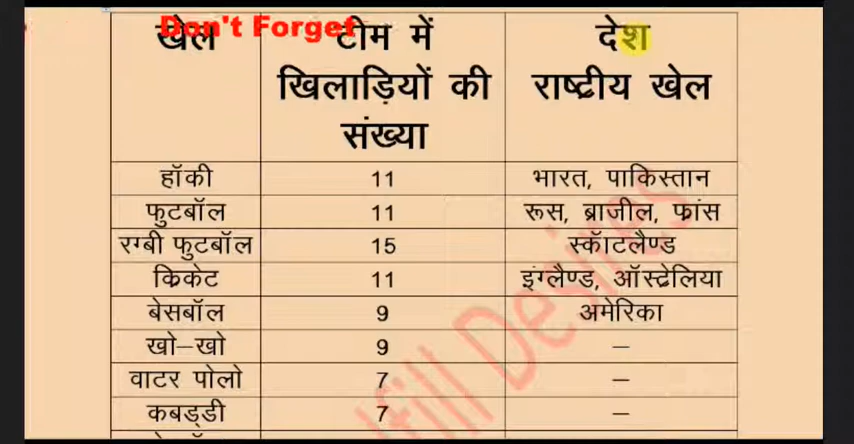 Don't Forget
खेल टीम में खिलाड़ियों की संख्या देश राष्ट्रीय खेल
हॉकी 11 भारत, पाकिस्तान
फुटबॉल 11 रूस, ब्राजील, फ्रांस
रग्बी फुटबॉल 15 स्कॉटलैण्ड
क्रिकेट 11 इंग्लैण्ड, ऑस्ट्रेलिया
बेसबॉल 9 अमेरिका
खो–खो 9 –
वाटर पोलो 7 –
कबड्डी 7 –
Desires